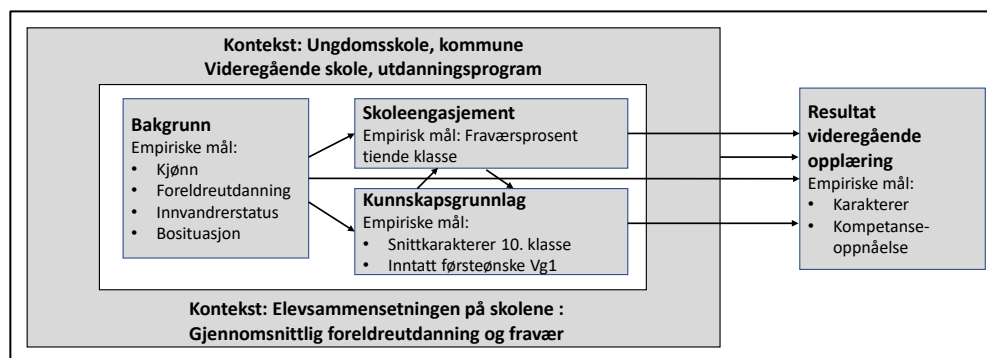 Kontekst: Ungdomsskole, kommune
Videregående skole, utdanningsprogram
Bakgrunn
Empiriske mål:
• Kjønn
• Foreldreutdanning
• Innvandrerstatus
• Bosituasjon
Skoleengasjement
Empirisk mål: Fraværsprosent
tiende klasse
Kunnskapsgrunnlag
Empiriske mål:
• Snittkarakterer 10. klasse
• Inntatt førsteønske Vg1
Resultat
videregående
opplæring
Empiriske mål:
• Karakterer
• Kompetanse-
oppnåelse
Kontekst: Elevsammensetningen på skolene :
Gjennomsnittlig foreldreutdanning og fravær